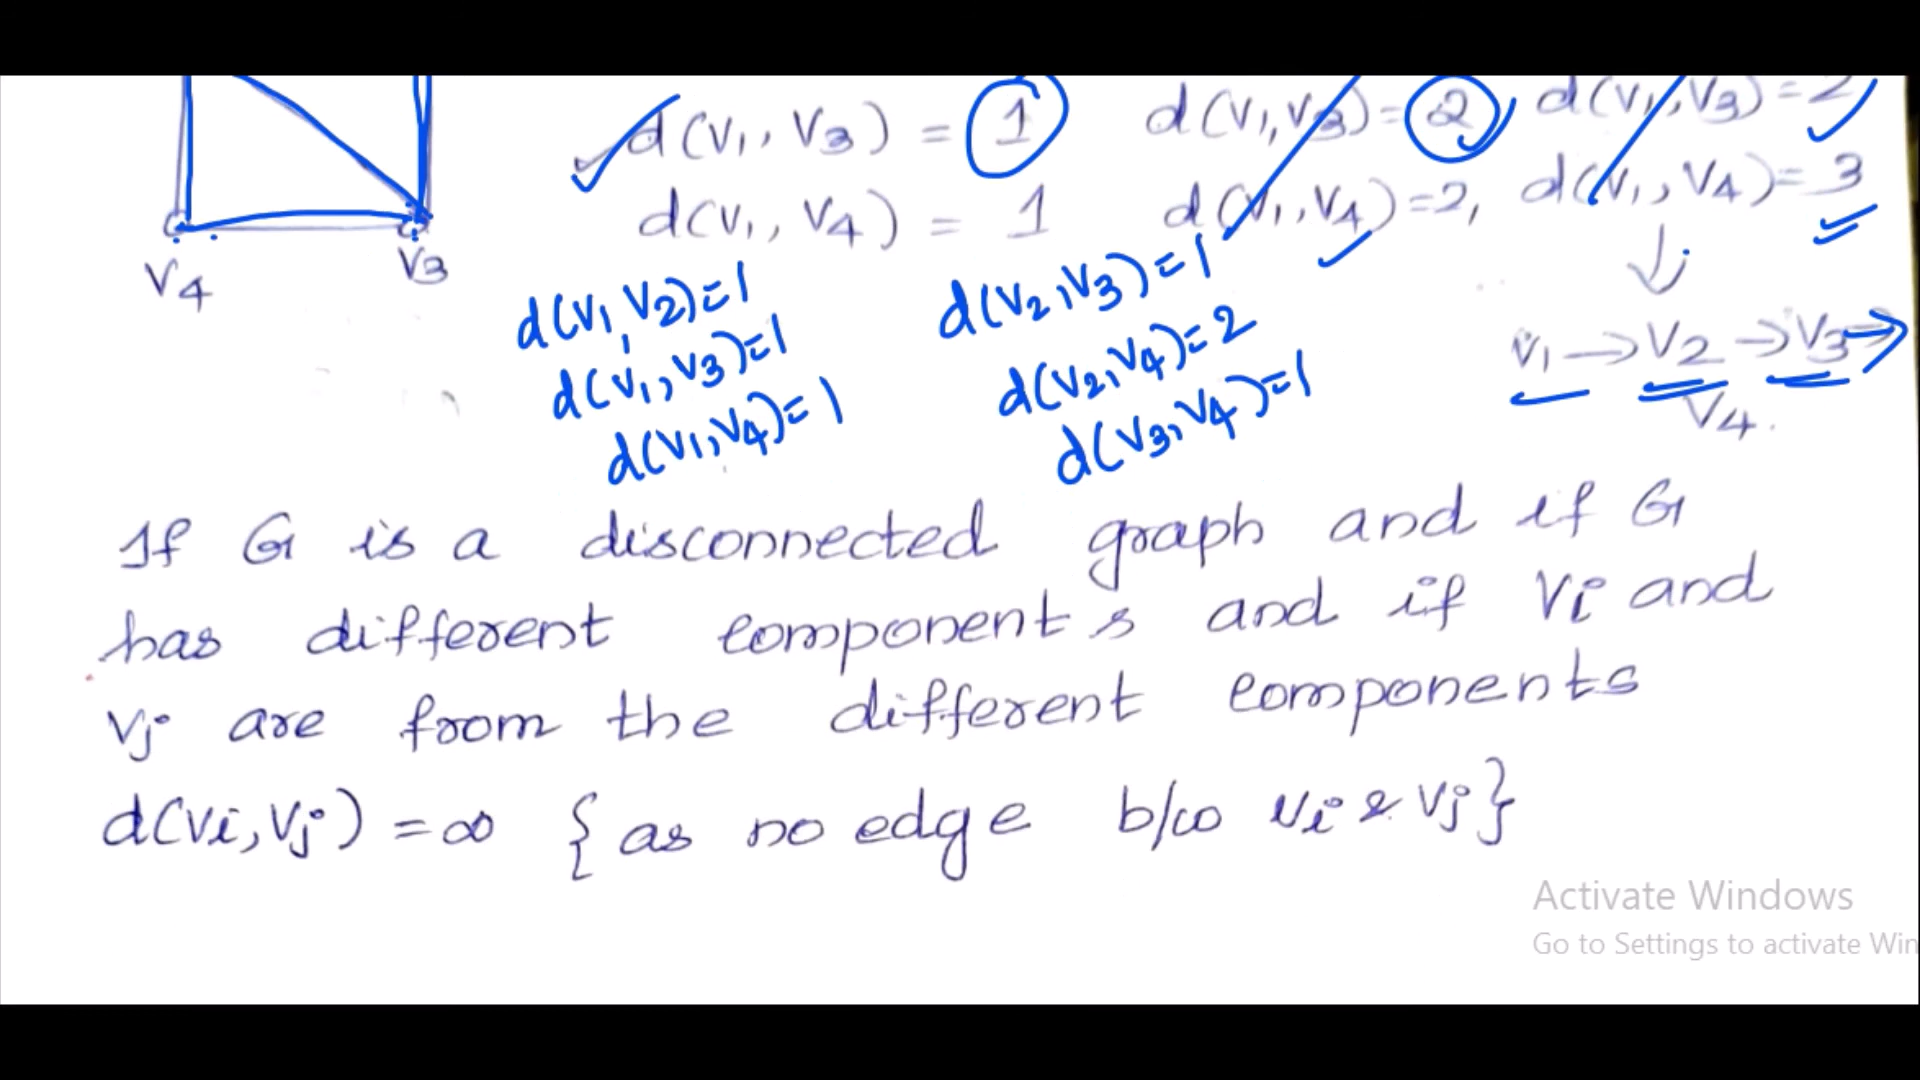 d(V1, V3) = 1 d(V1, V3) = 2 d(V1, V3) = 2
d(V1, V4) = 1 d(V1, V4) = 2, d(V1, V4) = 3
↓
V4 V3
d(V1, V2) = 1 d(V2, V3) = 1
d(V1, V3) = 1 d(V2, V4) = 2
d(V1, V4) = 1 d(V3, V4) = 1
V1 → V2 → V3 →
V4.
If G is a disconnected graph and if G
has different components and if Vi and
Vj are from the different components
d(Vi, Vj) = ∞ { as no edge b/w Vi & Vj }
Activate Windows
Go to Settings to activate Win